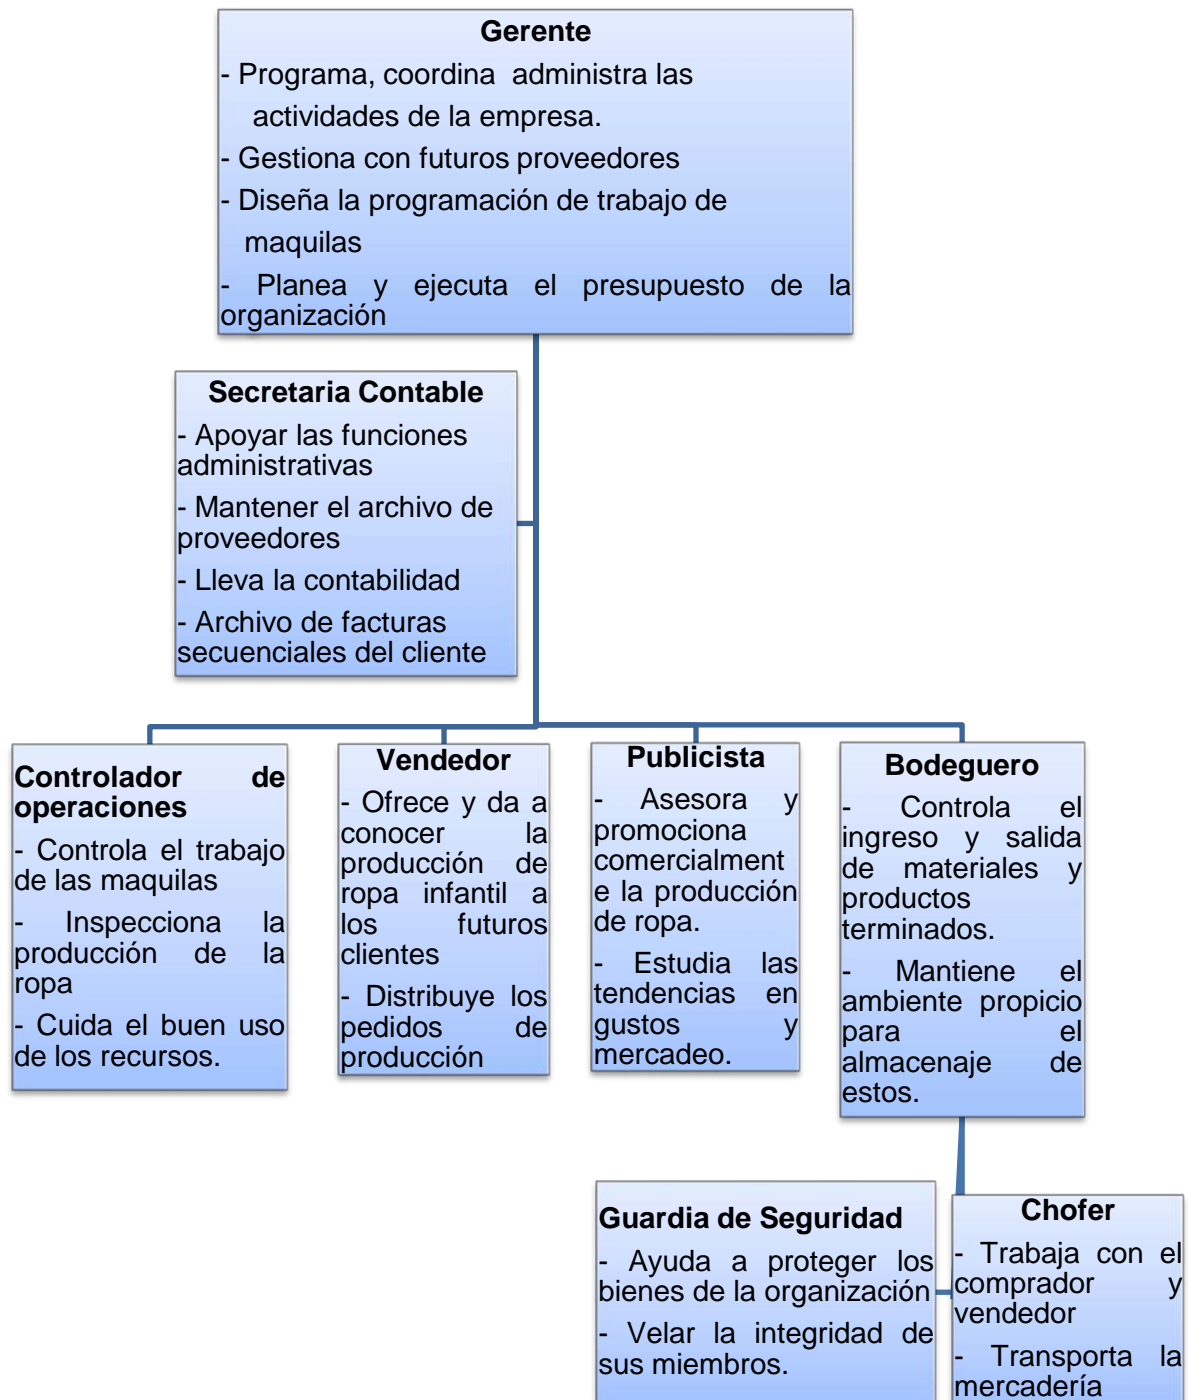 Gerente
- Programa, coordina  administra las
actividades de la empresa.
- Gestiona con futuros proveedores
- Diseña la programación de trabajo de
maquilas
- Planea y ejecuta el presupuesto de la
organización
Secretaria Contable
- Apoyar las funciones
administrativas
- Mantener el archivo de
proveedores
- Lleva la contabilidad
- Archivo de facturas
secuenciales del cliente
Controlador de
operaciones
- Controla el trabajo
de las maquilas
- Inspecciona la
producción de la
ropa
- Cuida el buen uso
de los recursos.
Vendedor
- Ofrece y da a
conocer la
producción de
ropa infantil a
los futuros
clientes
- Distribuye los
pedidos de
producción
Publicista
- Asesora y
promociona
comercialment
e la producción
de ropa.
- Estudia las
tendencias en
gustos y
mercadeo.
Bodeguero
- Controla el
ingreso y salida
de materiales y
productos
terminados.
- Mantiene el
ambiente propicio
para el
almacenaje de
estos.
Guardia de Seguridad
- Ayuda a proteger los
bienes de la organización
- Velar la integridad de
sus miembros.
Chofer
- Trabaja con el
comprador y
vendedor
- Transporta la
mercadería